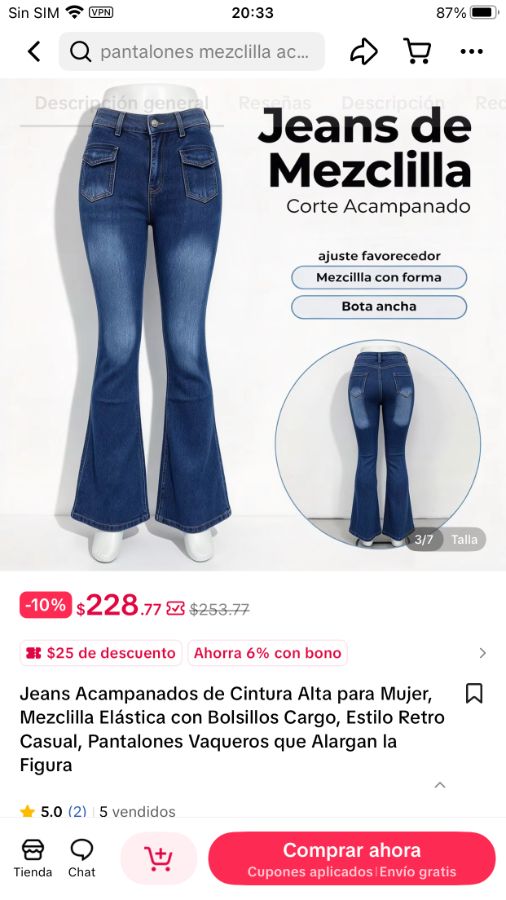 Sin SIM VPN 20:33 87%
pantalones mezclilla ac...
Descripción general Reseñas Descripción Rec
Jeans de
Mezclilla
Corte Acampanado
ajuste favorecedor
Mezcillla con forma
Bota ancha
3/7 Talla
-10% $228.77 $253.77
$25 de descuento Ahorra 6% con bono
Jeans Acampanados de Cintura Alta para Mujer,
Mezclilla Elástica con Bolsillos Cargo, Estilo Retro
Casual, Pantalones Vaqueros que Alargan la
Figura
5.0 (2) 5 vendidos
Tienda Chat Comprar ahora
Cupones aplicados | Envío gratis